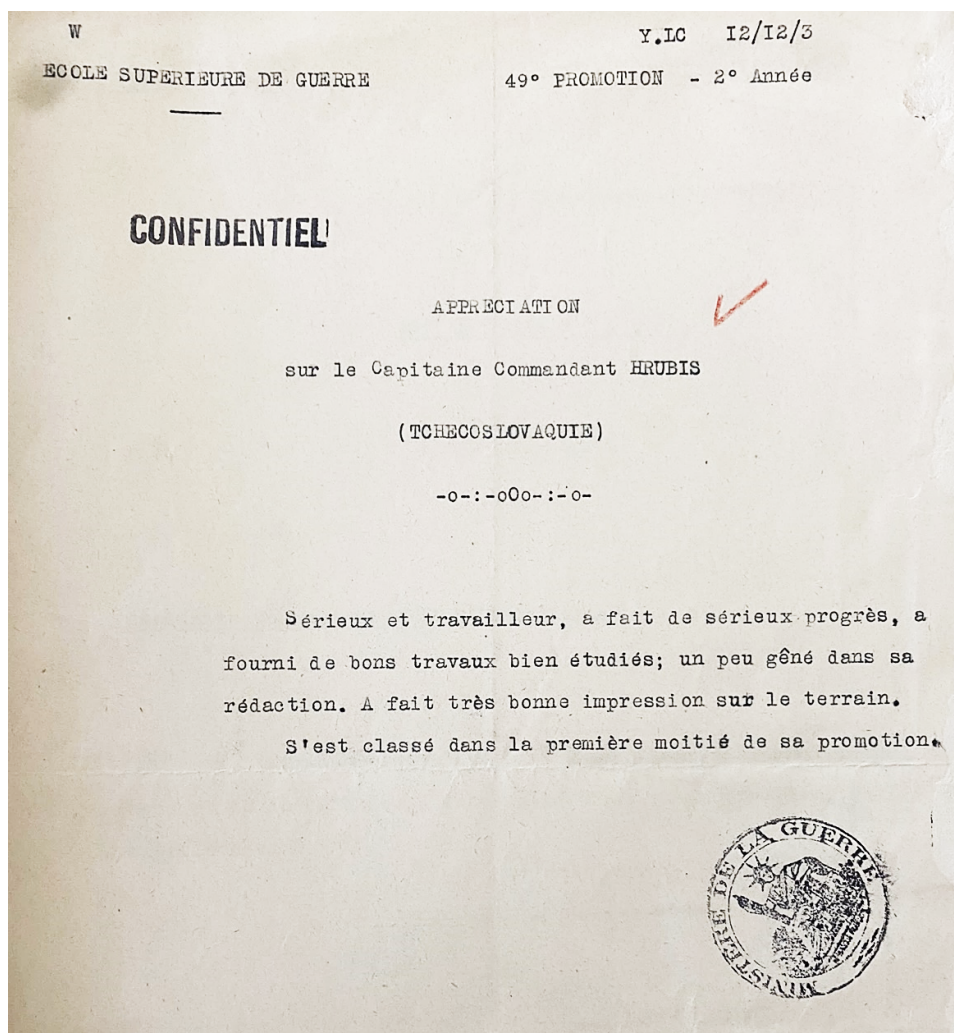 W
Y.IC I2/I2/3
ECOLE SUPERIEURE DE GUERRE
49° PROMOTION - 2° Année
CONFIDENTIEL
APPRECIATION
sur le Capitaine Commandant HRUBIS
(TCHECOSLOVAQUIE)
-o-:-oOo-:-o-
Sérieux et travailleur, a fait de sérieux progrès, a
fourni de bons travaux bien étudiés; un peu gêné dans sa
rédaction. A fait très bonne impression sur le terrain.
S'est classé dans la première moitié de sa promotion.
MINISTÈRE DE LA GUERRE